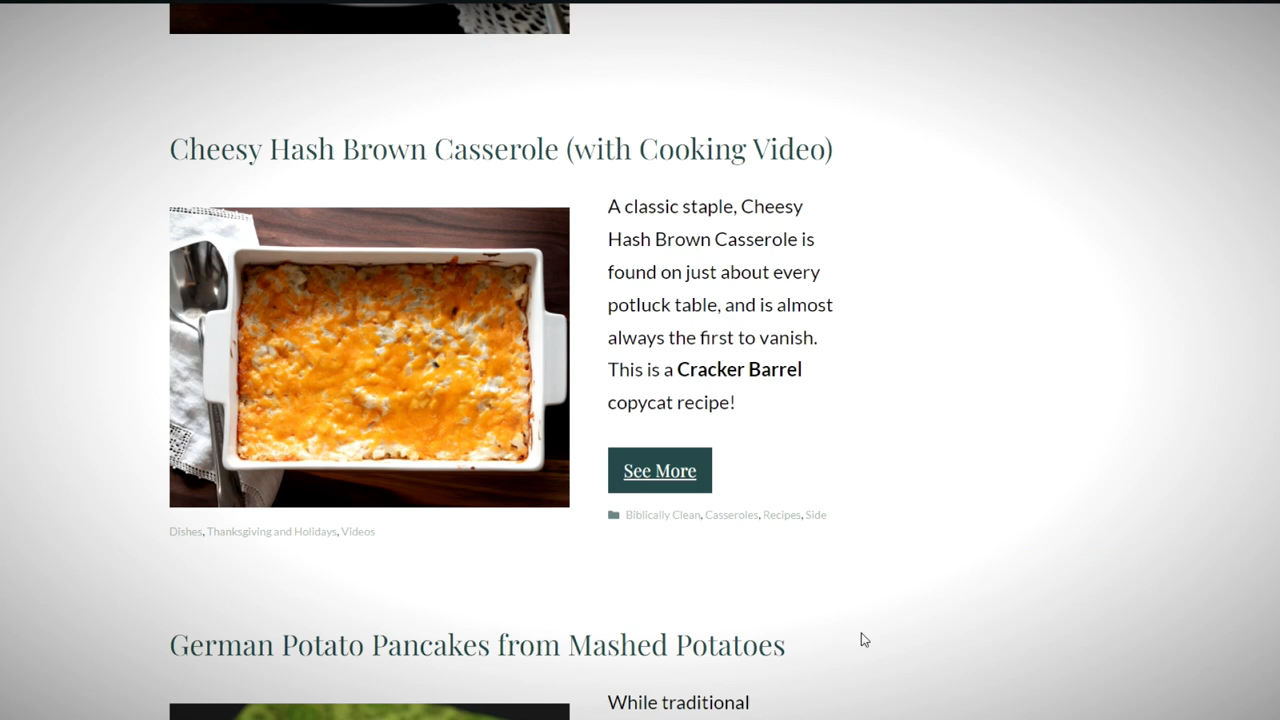 Cheesy Hash Brown Casserole (with Cooking Video)
A classic staple, Cheesy
Hash Brown Casserole is
found on just about every
potluck table, and is almost
always the first to vanish.
This is a Cracker Barrel
copycat recipe!
See More
Biblically Clean, Casseroles, Recipes, Side
Dishes, Thanksgiving and Holidays, Videos
German Potato Pancakes from Mashed Potatoes
While traditional